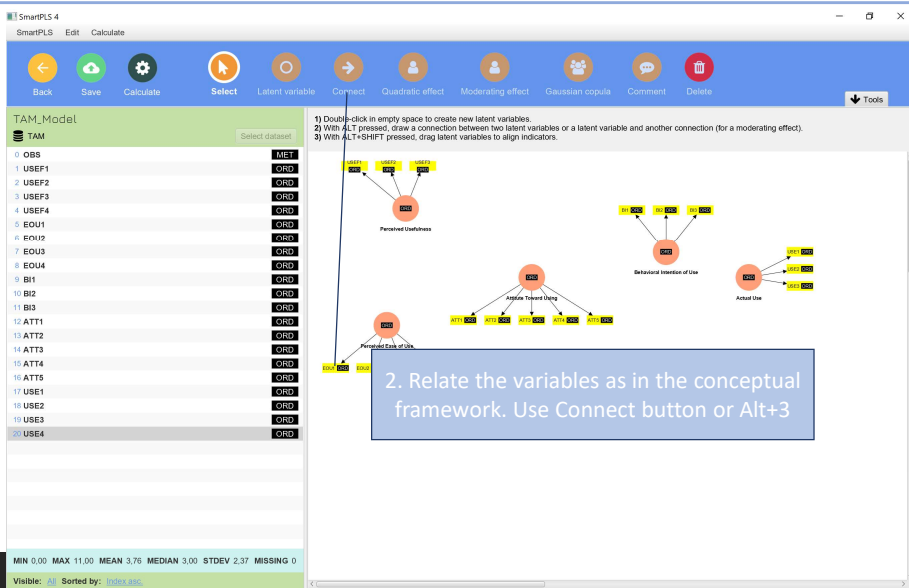 SmartPLS 4
SmartPLS Edit Calculate
Back Save Calculate Select Latent variable Connect Quadratic effect Moderating effect Gaussian copula Comment Delete
Tools
TAM_Model
TAM Select dataset
1) Double-click in empty space to create new latent variables.
2) With ALT pressed, draw a connection between two latent variables or a latent variable and another connection (for a moderating effect).
3) With ALT+SHIFT pressed, drag latent variables to align indicators.
0 OBS MET
1 USEF1 ORD
2 USEF2 ORD
3 USEF3 ORD
4 USEF4 ORD
5 EOU1 ORD
6 EOU2 ORD
7 EOU3 ORD
8 EOU4 ORD
9 BI1 ORD
10 BI2 ORD
11 BI3 ORD
12 ATT1 ORD
13 ATT2 ORD
14 ATT3 ORD
15 ATT4 ORD
16 ATT5 ORD
17 USE1 ORD
18 USE2 ORD
19 USE3 ORD
20 USE4 ORD
USEF1 USEF2 USEF3
ORD ORD ORD
ORD
Perceived Usefulness
BI1 ORD BI2 ORD BI3 ORD
ORD
Behavioral Intention of Use
USE1 ORD
USE2 ORD
USE3 ORD
ORD
Actual Use
ORD
Attitute Toward Using
ATT1 ORD ATT2 ORD ATT3 ORD ATT4 ORD ATT5 ORD
ORD
Perceived Ease of Use
EOU1 ORD EOU2
2. Relate the variables as in the conceptual
framework. Use Connect button or Alt+3
MIN 0,00 MAX 11,00 MEAN 3,76 MEDIAN 3,00 STDEV 2,37 MISSING 0
Visible: All Sorted by: Index asc.